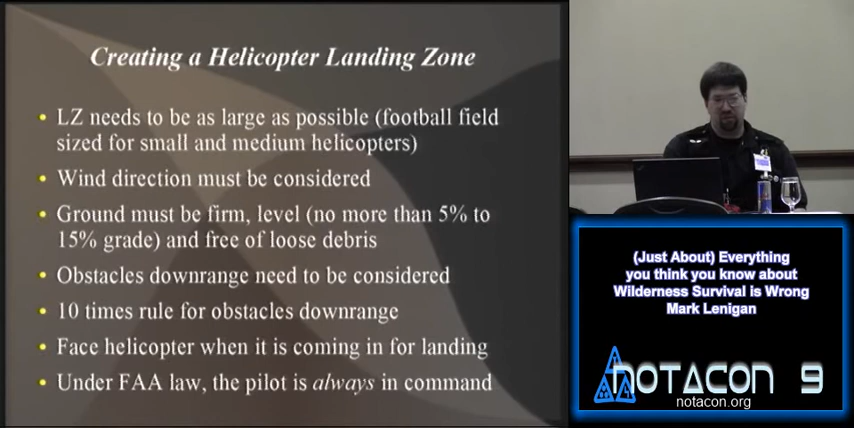 Creating a Helicopter Landing Zone
• LZ needs to be as large as possible (football field
sized for small and medium helicopters)
• Wind direction must be considered
• Ground must be firm, level (no more than 5% to
15% grade) and free of loose debris
• Obstacles downrange need to be considered
• 10 times rule for obstacles downrange
• Face helicopter when it is coming in for landing
• Under FAA law, the pilot is always in command
(Just About) Everything
you think you know about
Wilderness Survival is Wrong
Mark Lenigan
NOTACON 9
notacon.org